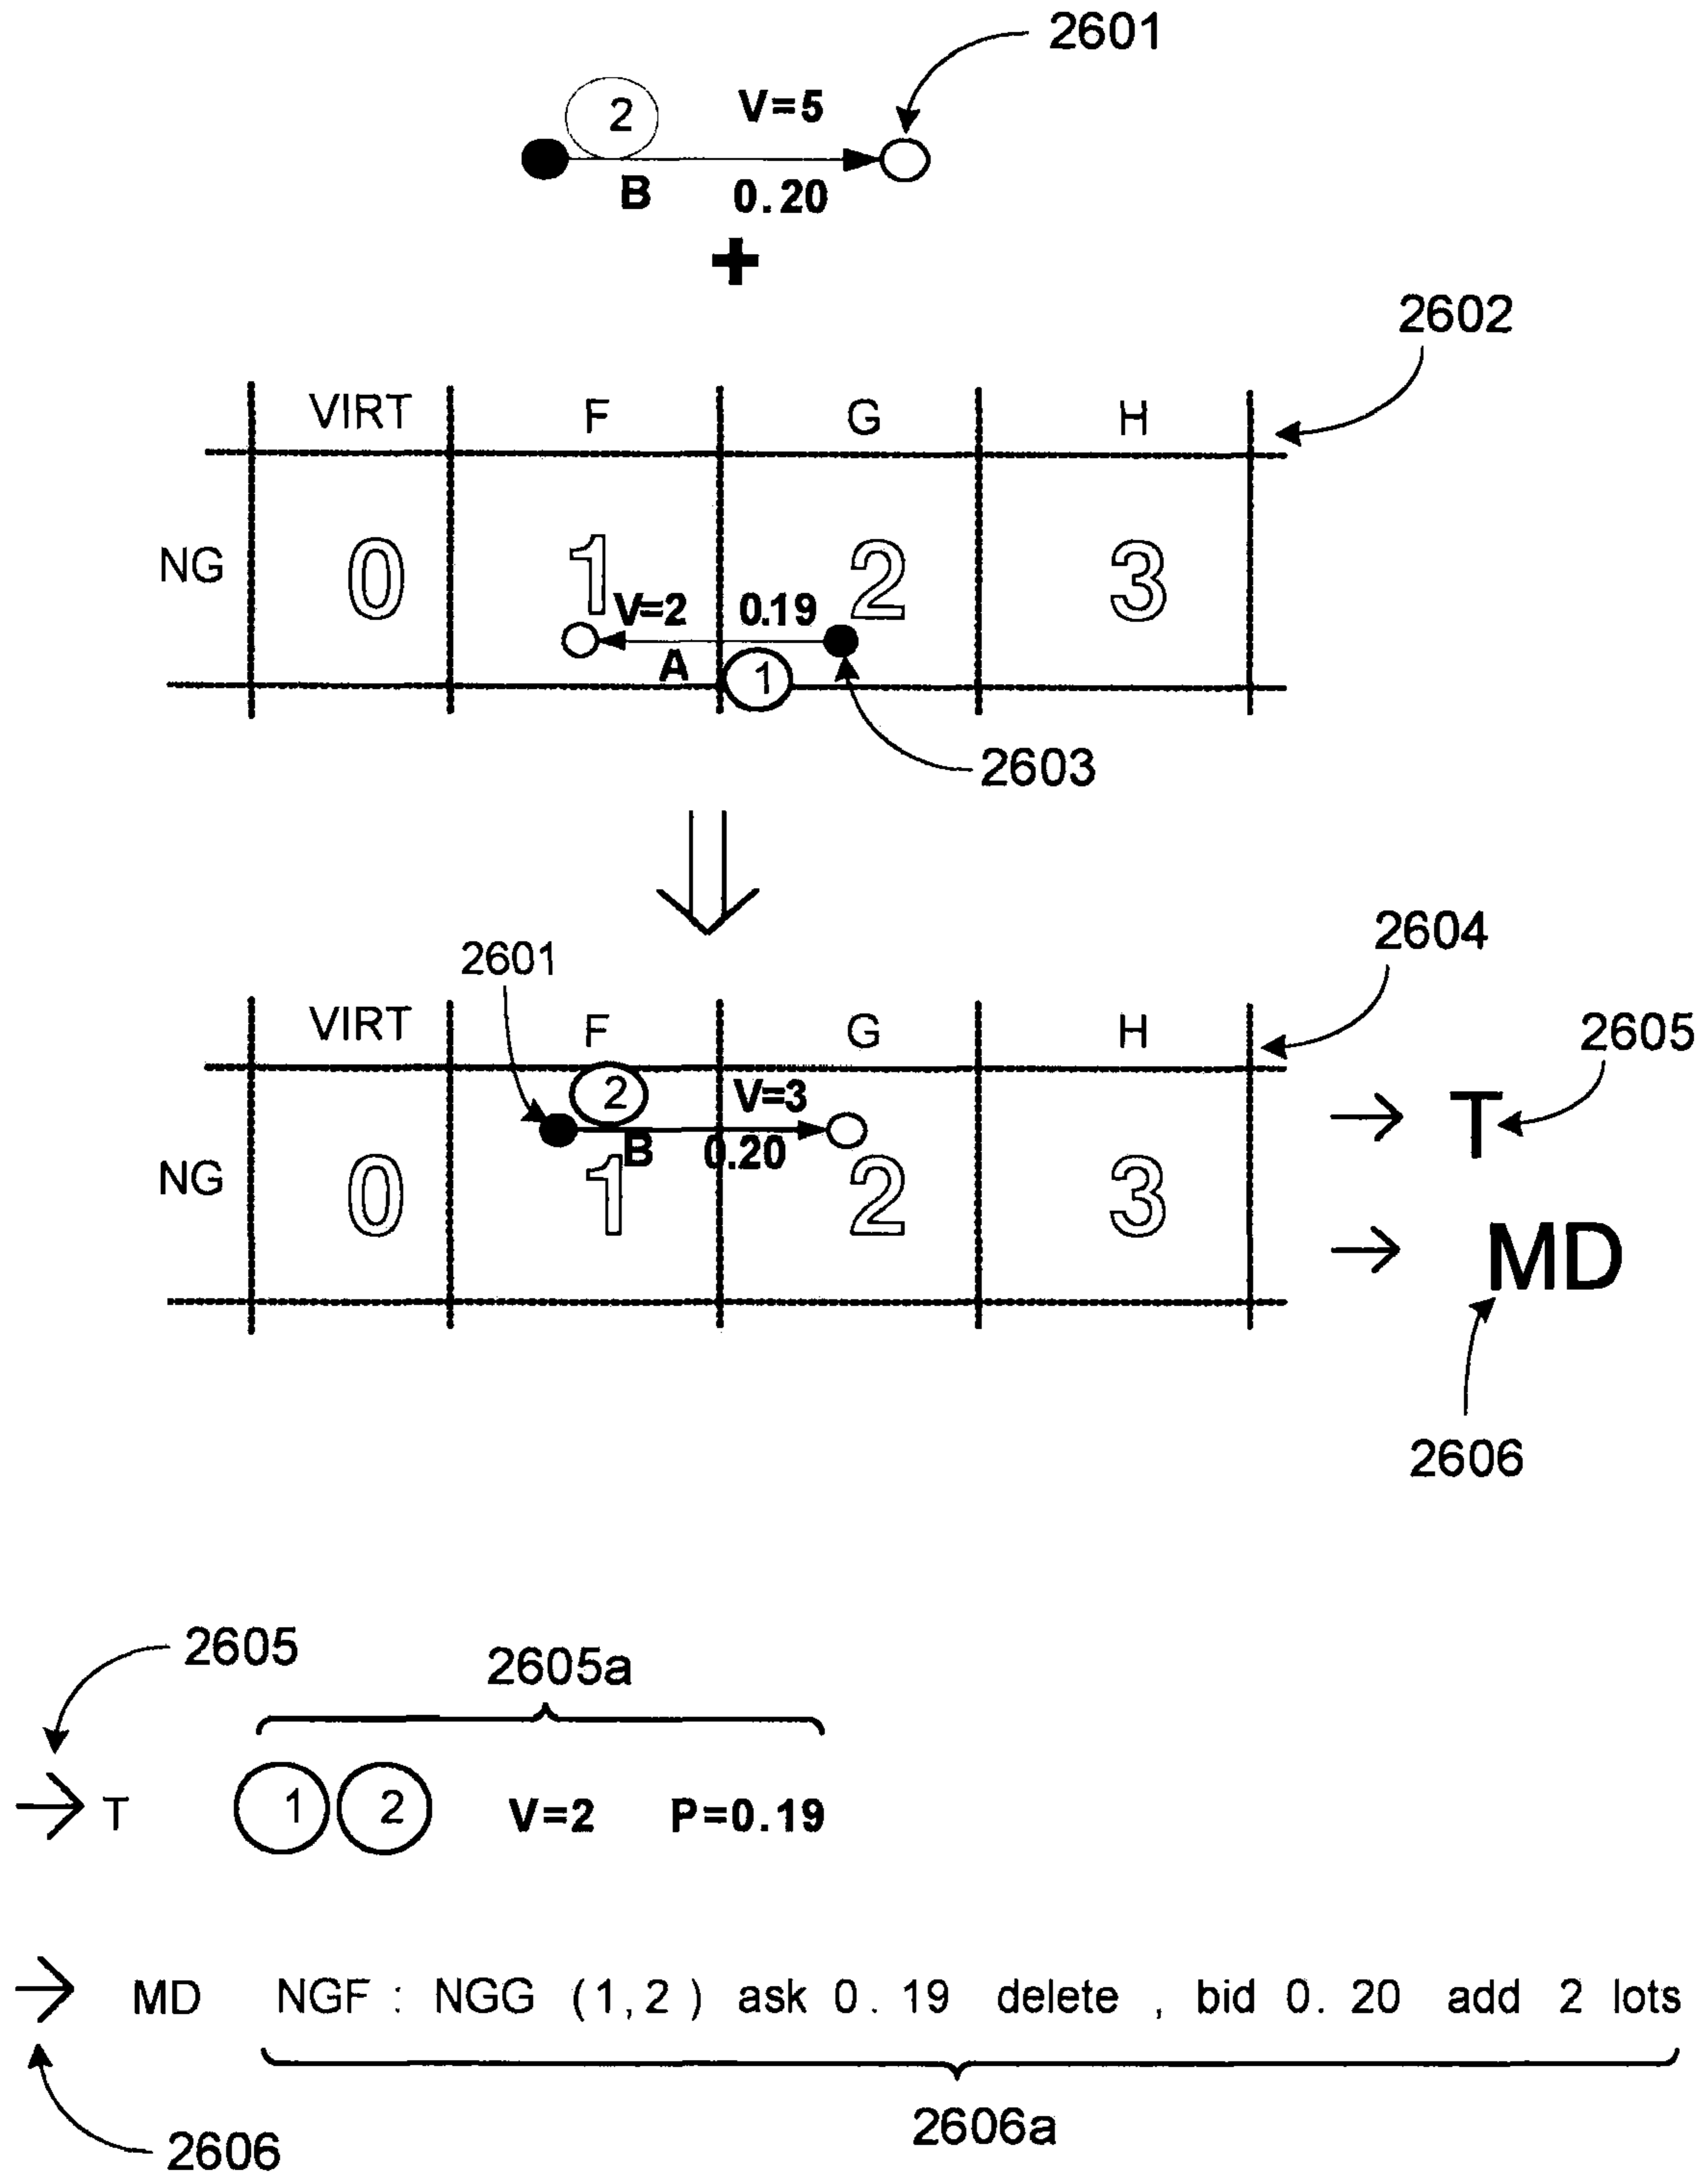 2601
2 V=5
B 0.20
+
2602
VIRT F G H
NG 0 1 2 3
V=2 0.19
A 1
2603
2604
2601
VIRT F G H
2605
2 V=3
T
B 0.20
NG 0 1 2 3
MD
2606
2605
2605a
T 1 2 V=2 P=0.19
MD NGF : NGG (1,2) ask 0.19 delete , bid 0.20 add 2 lots
2606a
2606